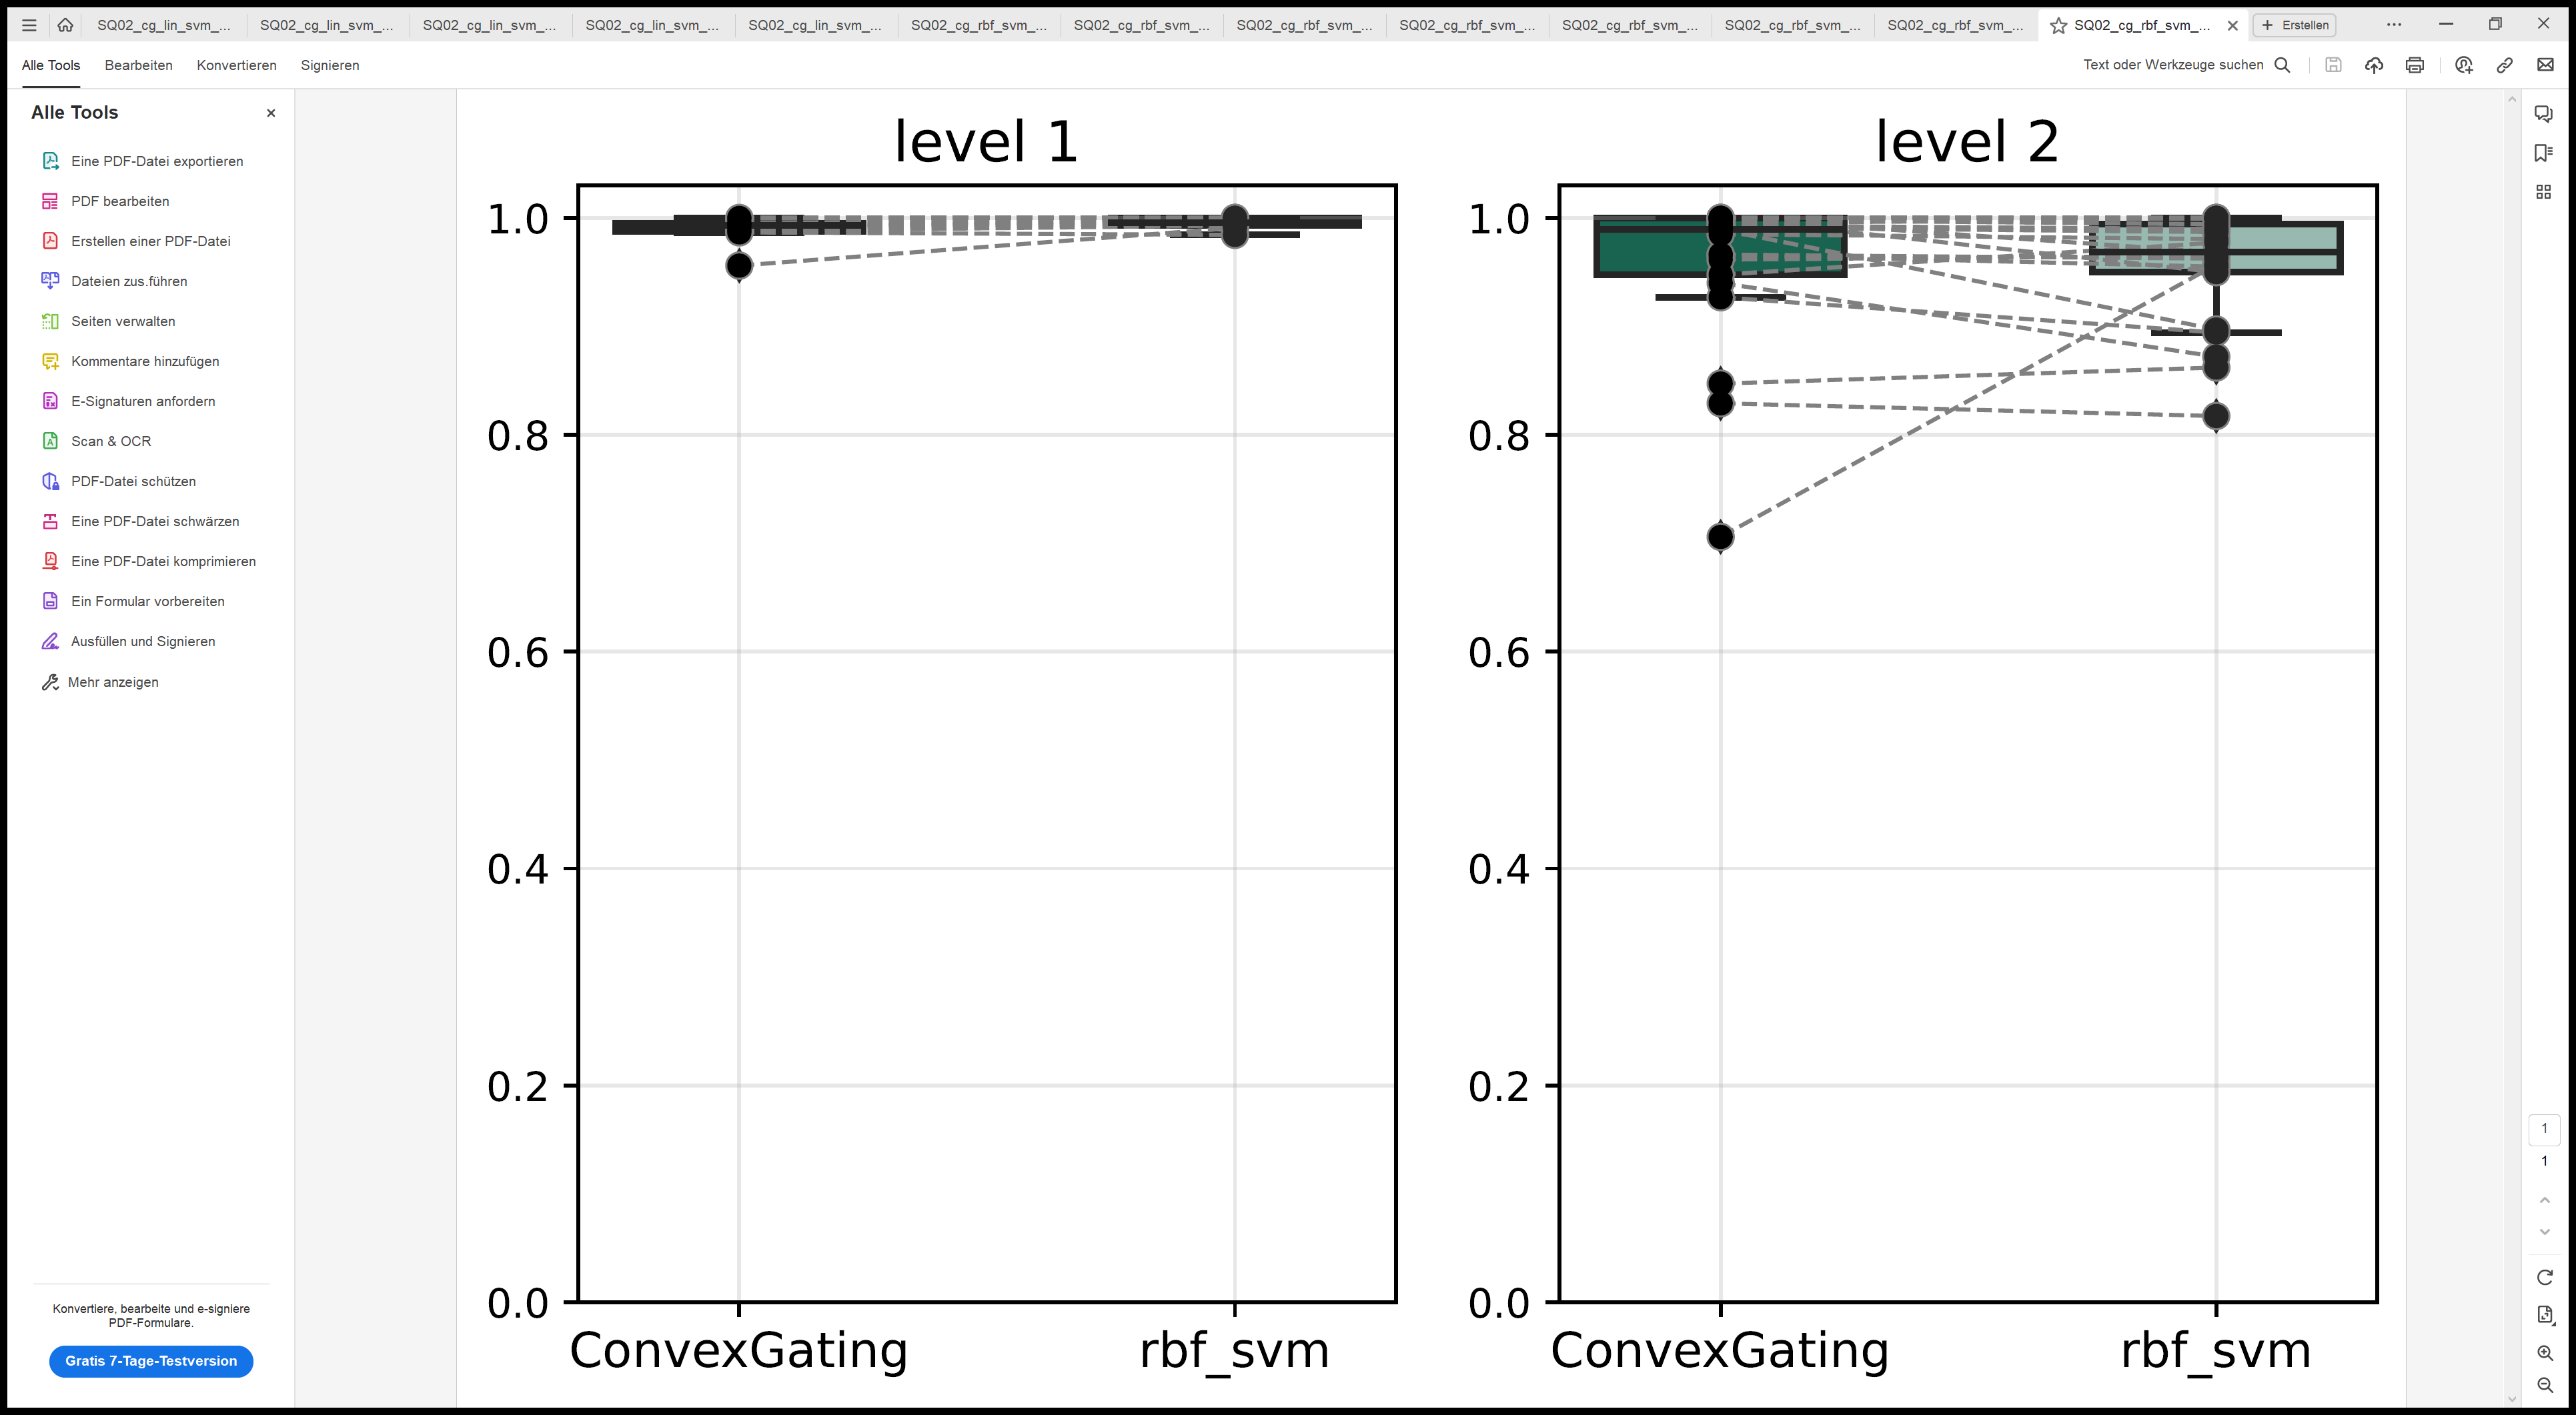 SQ02_cg_lin_svm_...
SQ02_cg_lin_svm_...
SQ02_cg_lin_svm_...
SQ02_cg_lin_svm_...
SQ02_cg_lin_svm_...
SQ02_cg_rbf_svm_...
SQ02_cg_rbf_svm_...
SQ02_cg_rbf_svm_...
SQ02_cg_rbf_svm_...
SQ02_cg_rbf_svm_...
SQ02_cg_rbf_svm_...
SQ02_cg_rbf_svm_...
SQ02_cg_rbf_svm_...
Erstellen
Alle Tools
Bearbeiten
Konvertieren
Signieren
Text oder Werkzeuge suchen
Alle Tools
Eine PDF-Datei exportieren
PDF bearbeiten
Erstellen einer PDF-Datei
Dateien zus.führen
Seiten verwalten
Kommentare hinzufügen
E-Signaturen anfordern
Scan & OCR
PDF-Datei schützen
Eine PDF-Datei schwärzen
Eine PDF-Datei komprimieren
Ein Formular vorbereiten
Ausfüllen und Signieren
Mehr anzeigen
Konvertiere, bearbeite und e-signiere
PDF-Formulare.
Gratis 7-Tage-Testversion
level 1
1.0
0.8
0.6
0.4
0.2
0.0
ConvexGating
rbf_svm
level 2
1.0
0.8
0.6
0.4
0.2
0.0
ConvexGating
rbf_svm
1
1